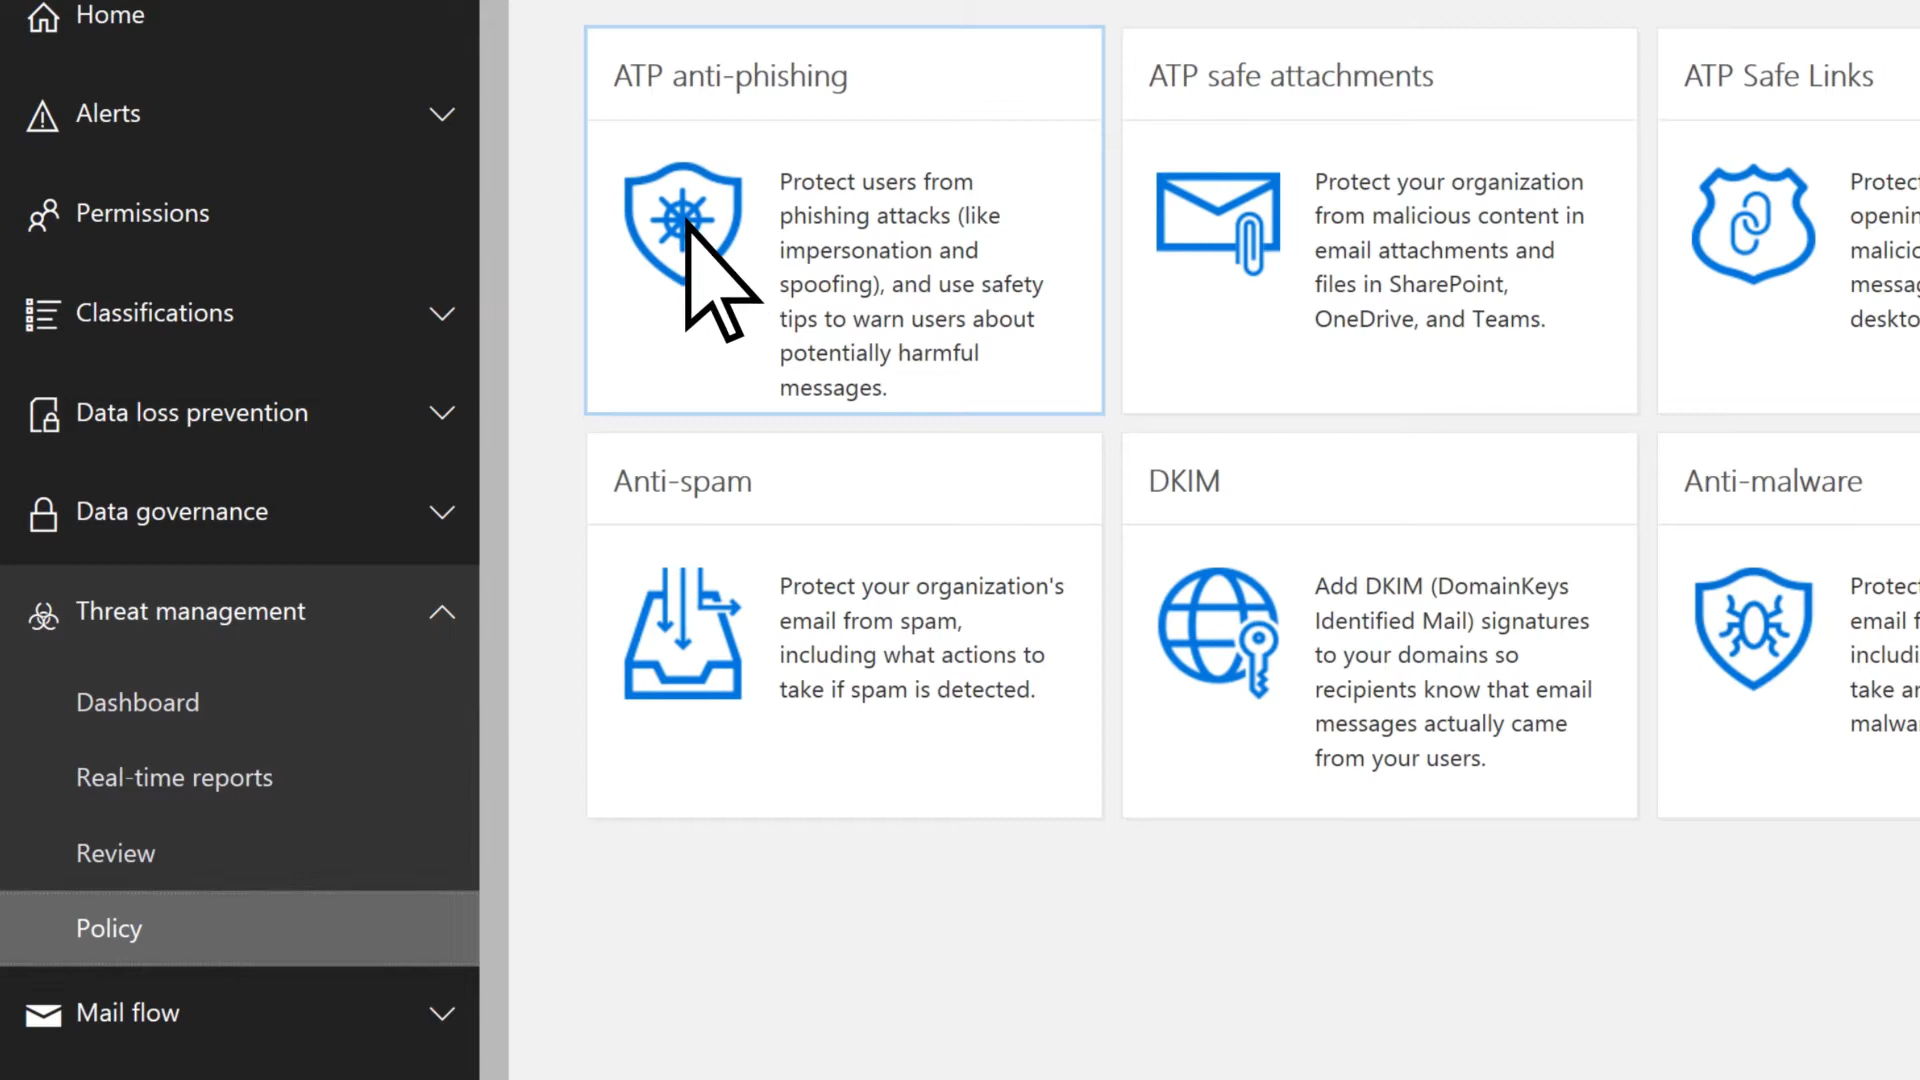 Home
Alerts
Permissions
Classifications
Data loss prevention
Data governance
Threat management
Dashboard
Real-time reports
Review
Policy
Mail flow
ATP anti-phishing
Protect users from
phishing attacks (like
impersonation and
spoofing), and use safety
tips to warn users about
potentially harmful
messages.
ATP safe attachments
Protect your organization
from malicious content in
email attachments and
files in SharePoint,
OneDrive, and Teams.
ATP Safe Links
Anti-spam
Protect your organization's
email from spam,
including what actions to
take if spam is detected.
DKIM
Add DKIM (DomainKeys
Identified Mail) signatures
to your domains so
recipients know that email
messages actually came
from your users.
Anti-malware
email
take